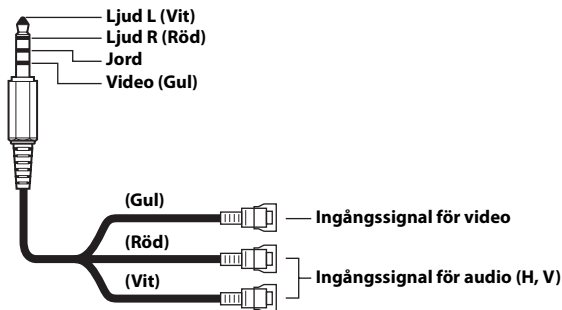 Ljud L (Vit)
Ljud R (Röd)
Jord
Video (Gul)
(Gul)
Ingångssignal för video
(Röd)
Ingångssignal för audio (H, V)
(Vit)